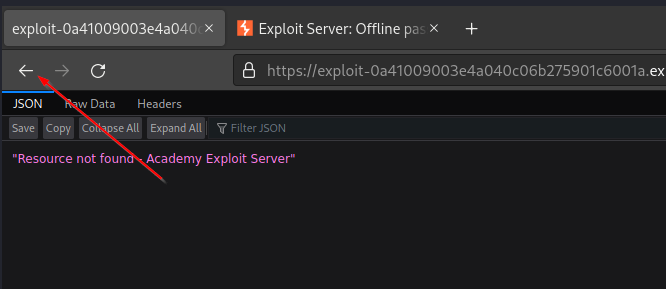 exploit-0a41009003e4a040c
Exploit Server: Offline pas
https://exploit-0a41009003e4a040c06b275901c6001a.ex
JSON Raw Data Headers
Save Copy Collapse All Expand All Filter JSON
"Resource not found - Academy Exploit Server"